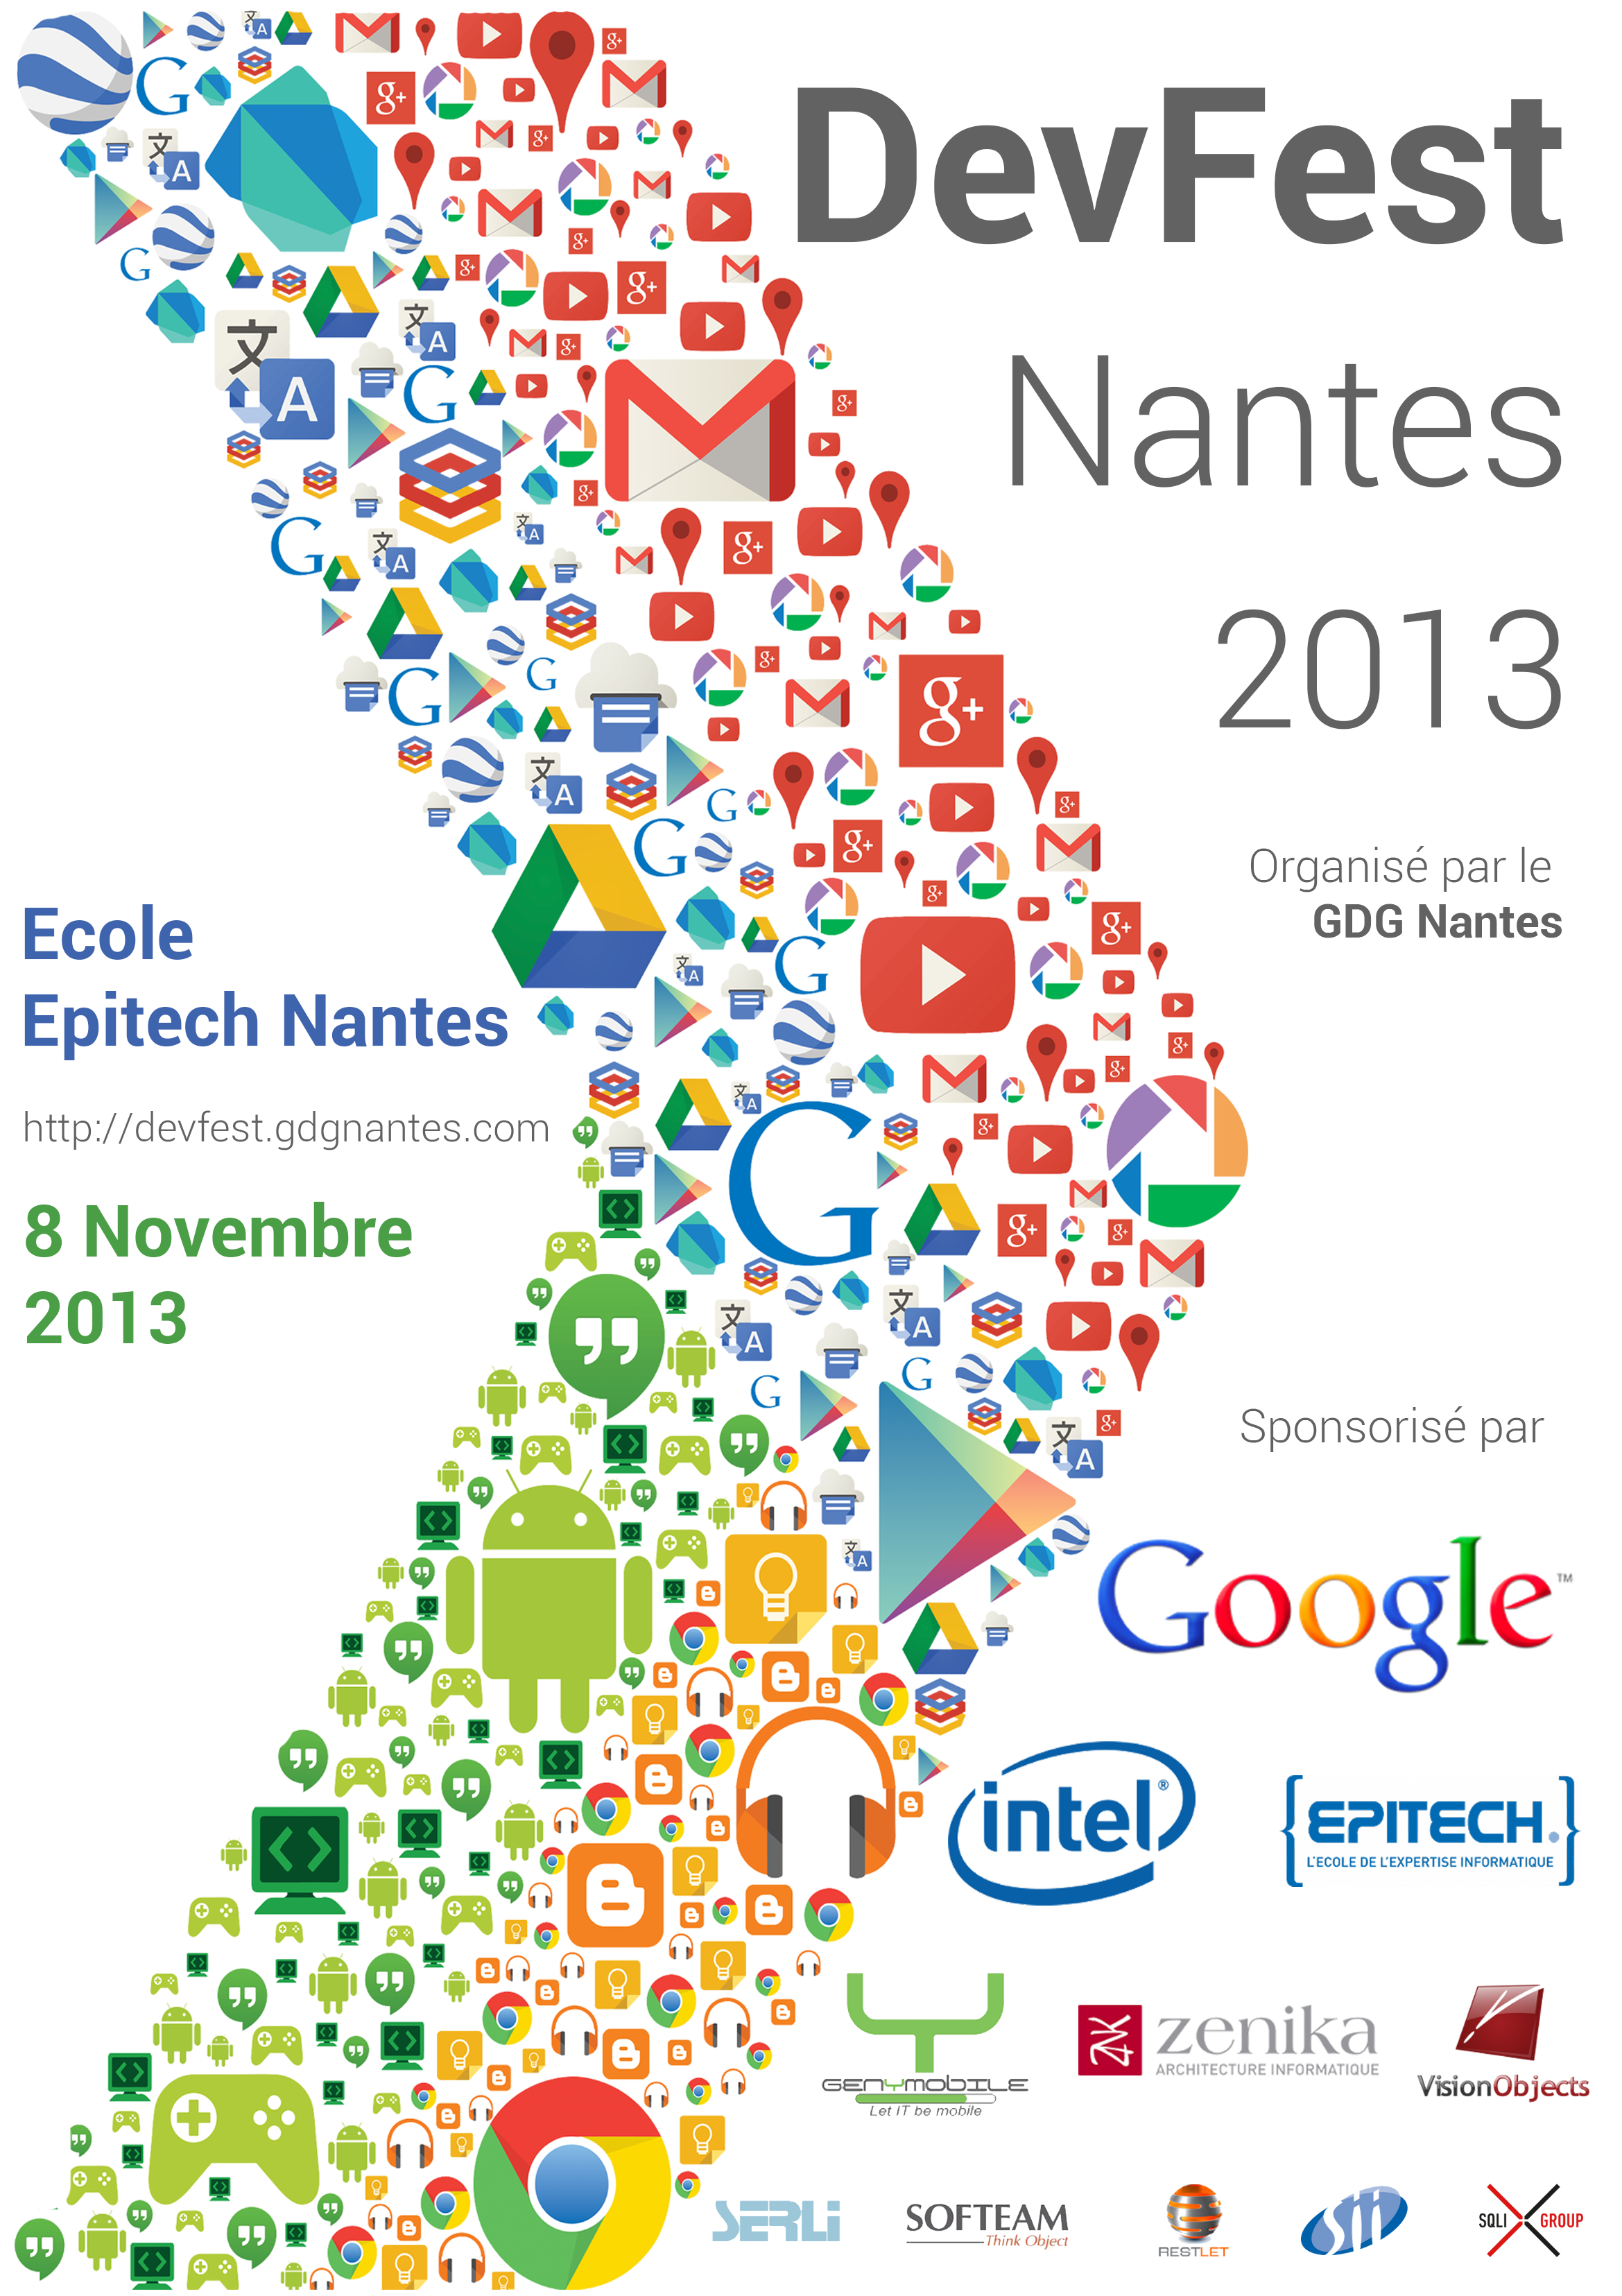 DevFest
Nantes
2013
Organisé par le
GDG Nantes
Ecole
Epitech Nantes
http://devfest.gdgnantes.com
8 Novembre
2013
Sponsorisé par
Google™
intel®
{EPITECH.}
L'ECOLE DE L'EXPERTISE INFORMATIQUE
GENYMOBILE
Let IT be mobile
zenika
ARCHITECTURE INFORMATIQUE
VisionObjects
SERLI
SOFTEAM
Think Object
RESTLET
SII
SQLI GROUP